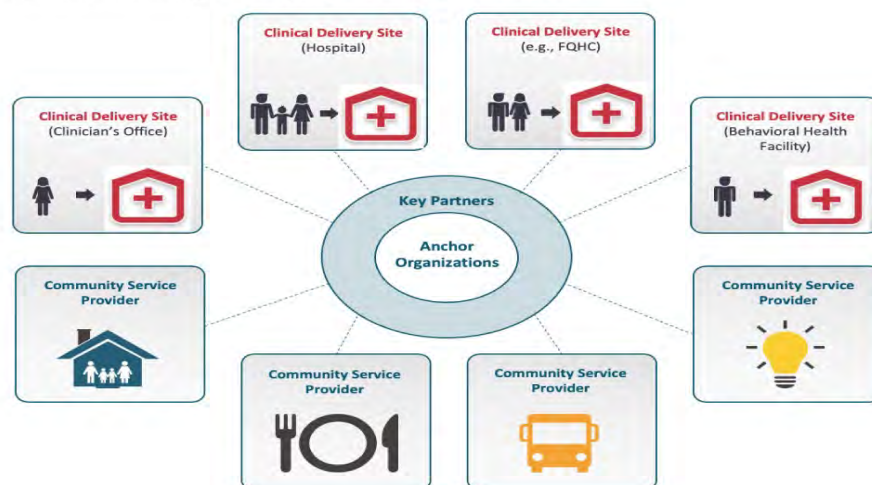 Clinical Delivery Site
(Hospital)
Clinical Delivery Site
(e.g., FQHC)
Clinical Delivery Site
(Clinician's Office)
Clinical Delivery Site
(Behavioral Health
Facility)
Key Partners
Anchor
Organizations
Community Service
Provider
Community Service
Provider
Community Service
Provider
Community Service
Provider